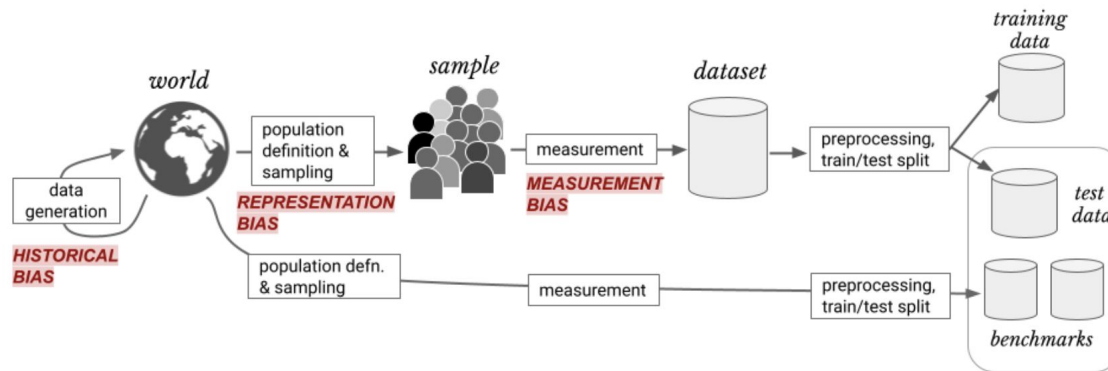 training
data
sample
dataset
world
population
definition &
sampling
measurement
preprocessing,
train/test split
data
generation
REPRESENTATION
BIAS
MEASUREMENT
BIAS
test
data
HISTORICAL
BIAS
population defn.
& sampling
measurement
preprocessing,
train/test split
benchmarks